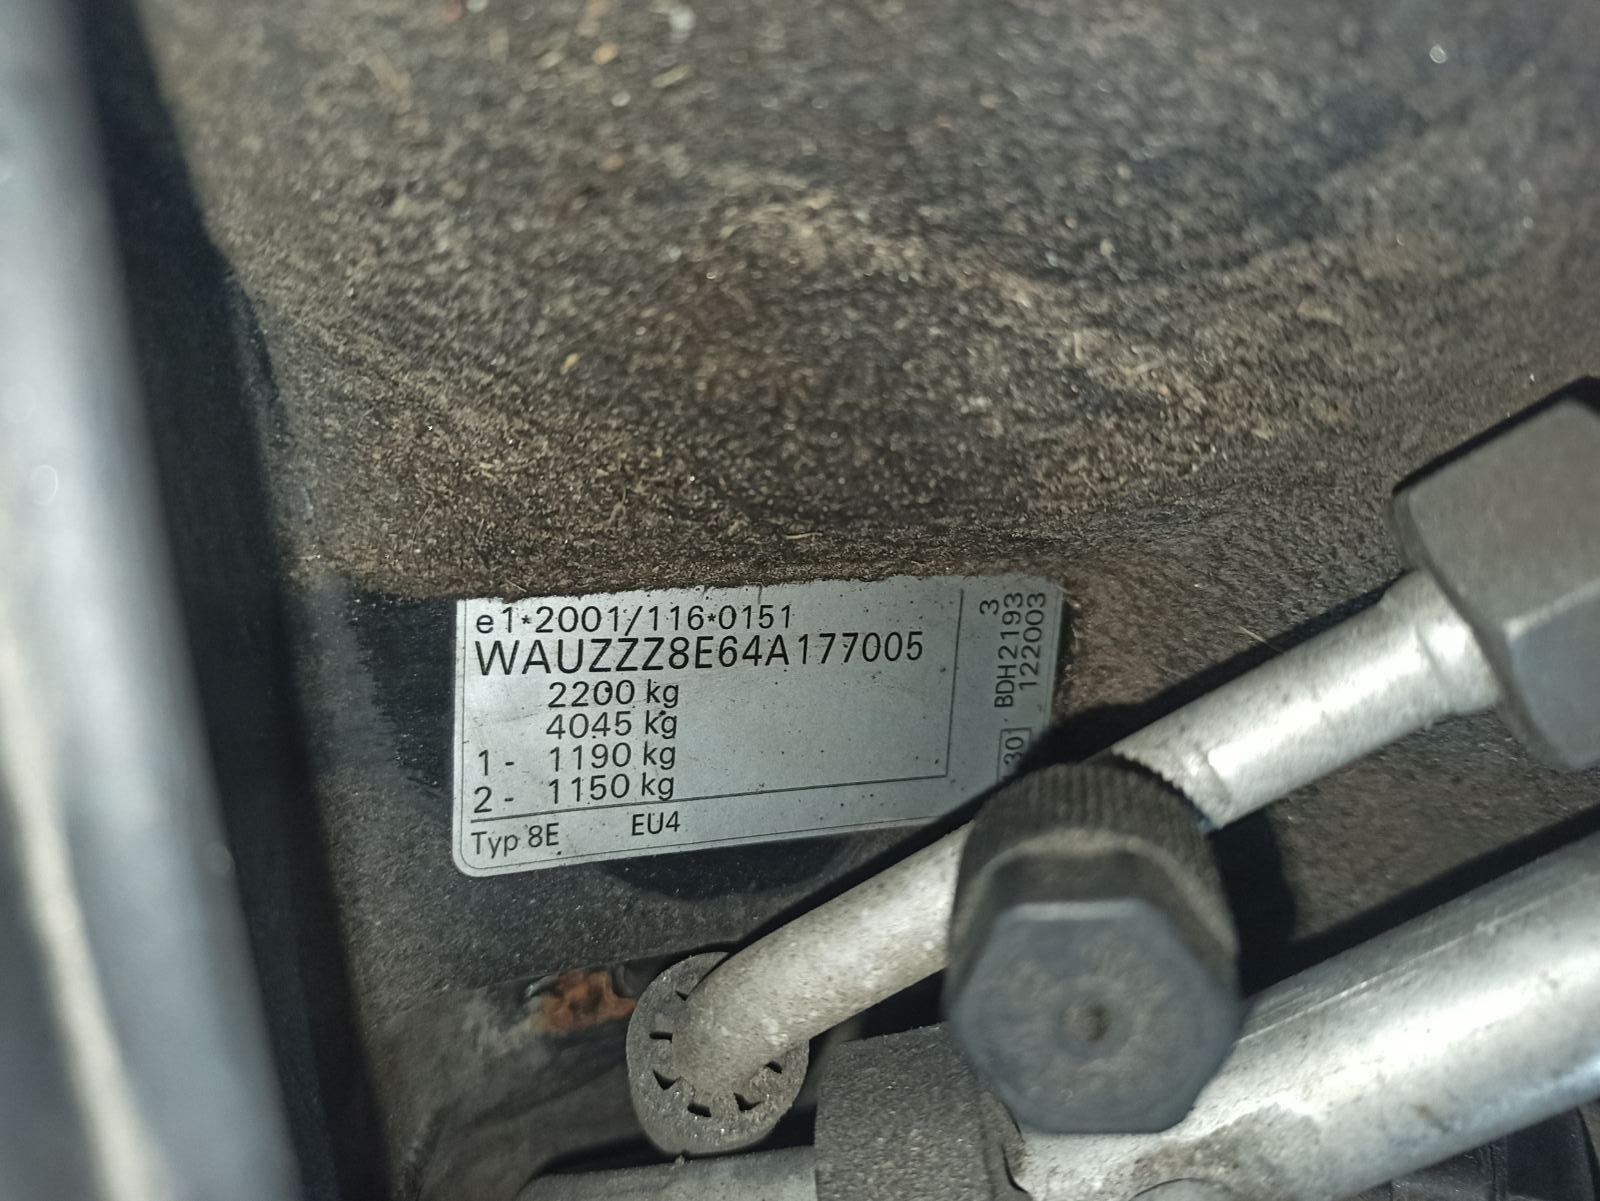 e1*2001/116*0151
WAUZZZ8E64A177005
2200 kg
4045 kg
1- 1190 kg
2- 1150 kg
Typ 8E EU4
3
BDH2193
122003
30